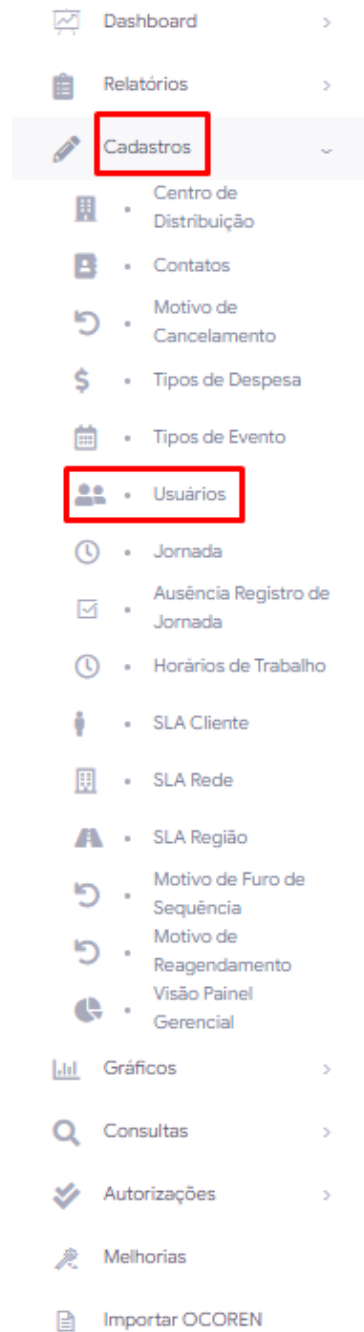 Dashboard
Relatórios
Cadastros
Centro de
Distribuição
Contatos
Motivo de
Cancelamento
Tipos de Despesa
Tipos de Evento
Usuários
Jornada
Ausência Registro de
Jornada
Horários de Trabalho
SLA Cliente
SLA Rede
SLA Região
Motivo de Furo de
Sequência
Motivo de
Reagendamento
Visão Painel
Gerencial
Gráficos
Consultas
Autorizações
Melhorias
Importar OCOREN